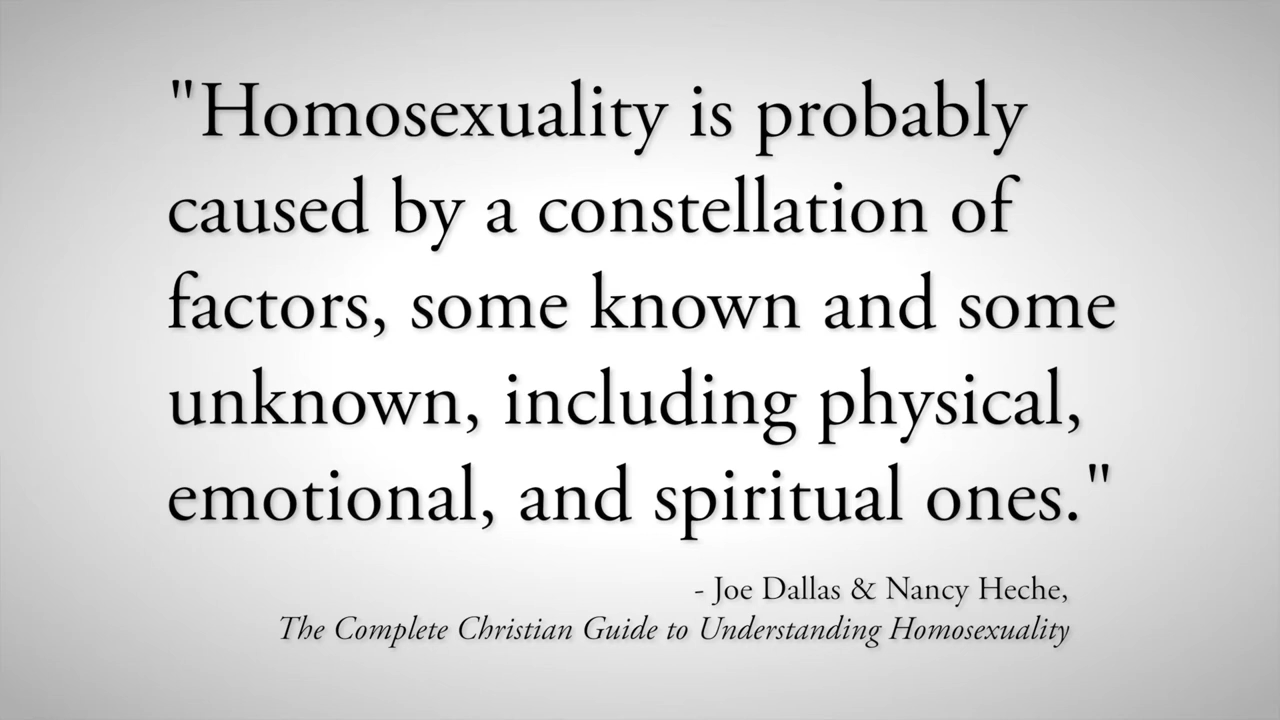 "Homosexuality is probably
caused by a constellation of
factors, some known and some
unknown, including physical,
emotional, and spiritual ones."
- Joe Dallas & Nancy Heche,
The Complete Christian Guide to Understanding Homosexuality